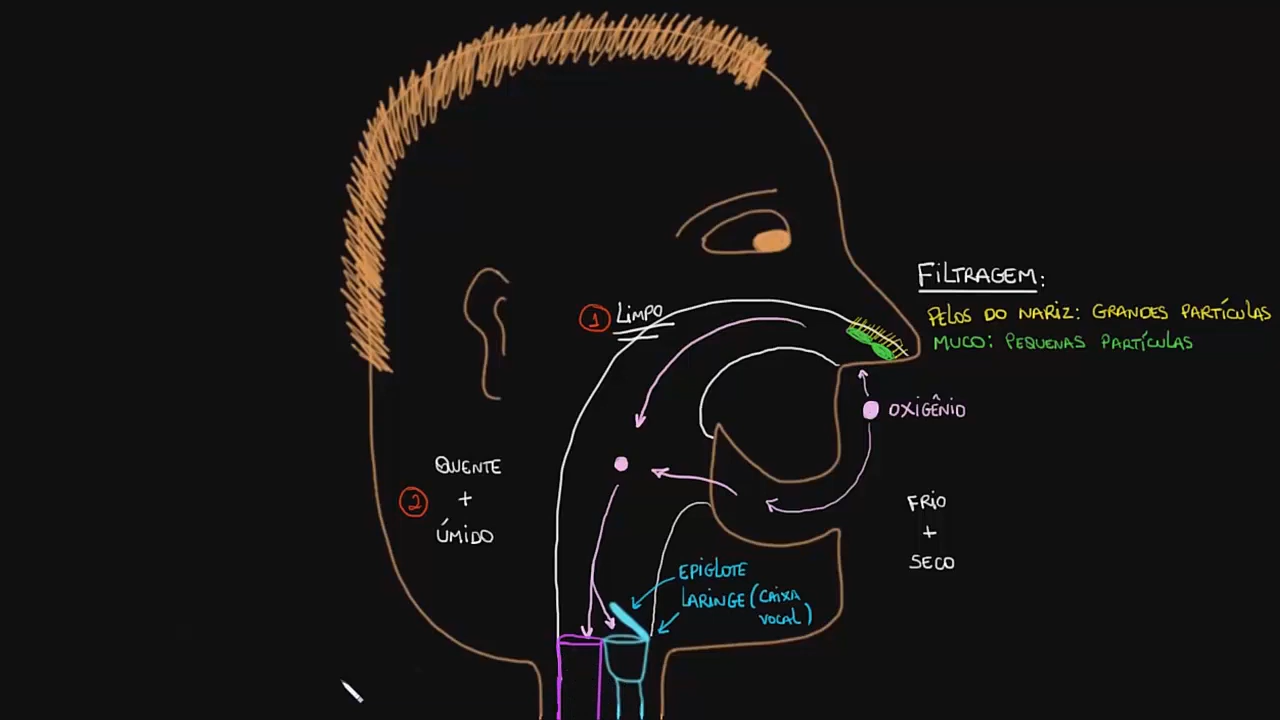 FILTRAGEM:
PELOS DO NARIZ: GRANDES PARTÍCULAS
MUCO: PEQUENAS PARTÍCULAS
1 LIMPO
OXIGÊNIO
QUENTE
+
2
ÚMIDO
FRIO
+
SECO
EPIGLOTE
LARINGE (CAIXA
VOCAL)